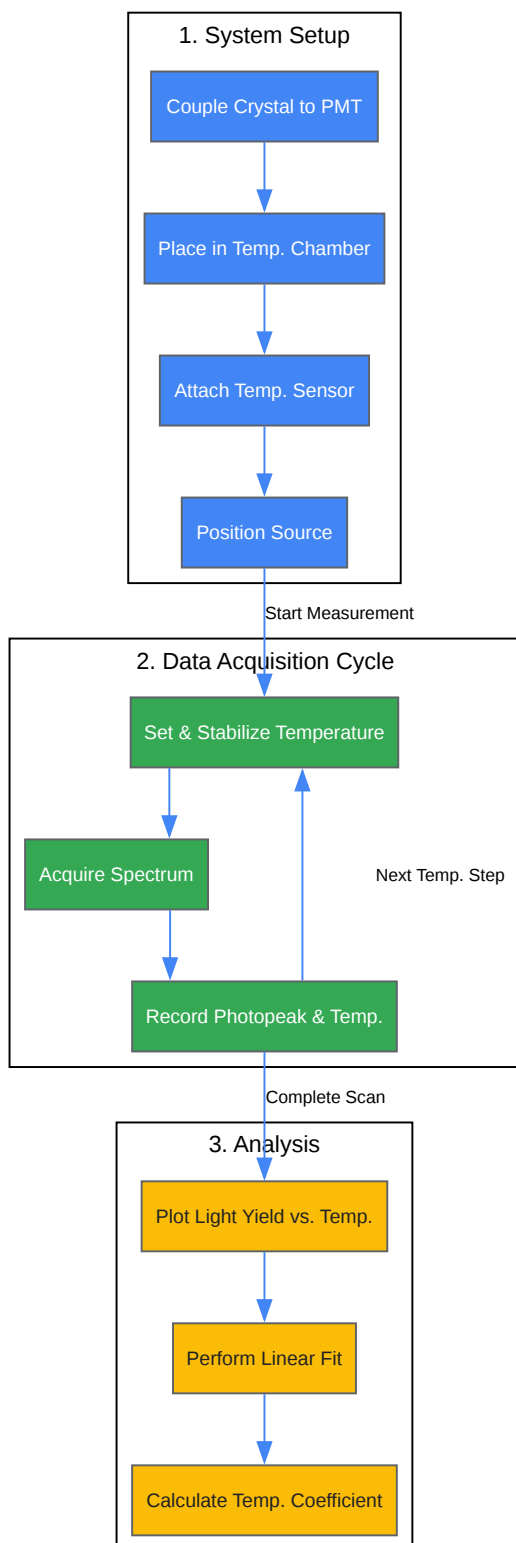 1. System Setup
Couple Crystal to PMT
Place in Temp. Chamber
Attach Temp. Sensor
Position Source
Start Measurement
2. Data Acquisition Cycle
Set & Stabilize Temperature
Acquire Spectrum
Next Temp. Step
Record Photopeak & Temp.
Complete Scan
3. Analysis
Plot Light Yield vs. Temp.
Perform Linear Fit
Calculate Temp. Coefficient